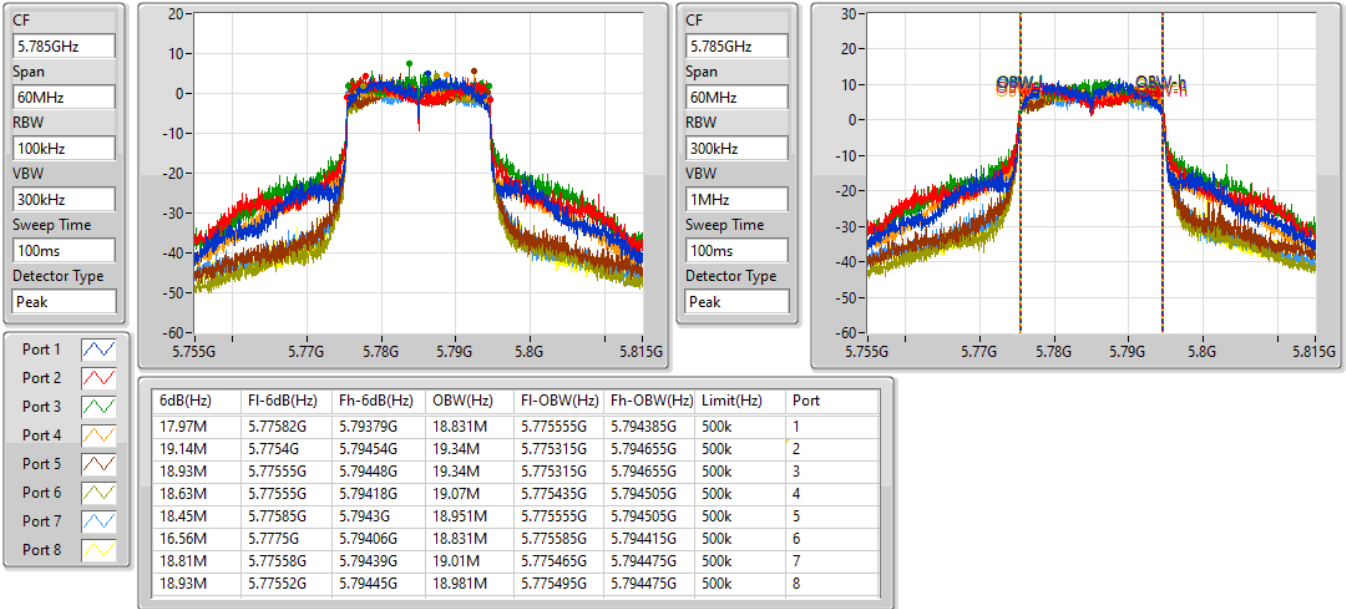 CF
5.785GHz
Span
60MHz
RBW
100kHz
VBW
300kHz
Sweep Time
100ms
Detector Type
Peak
20
10
0
-10
-20
-30
-40
-50
-60
5.755G 5.77G 5.78G 5.79G 5.8G 5.815G
CF
5.785GHz
Span
60MHz
RBW
300kHz
VBW
1MHz
Sweep Time
100ms
Detector Type
Peak
30
20
10
0
-10
-20
-30
-40
-50
-60
OBW-l OBW-h
5.755G 5.77G 5.78G 5.79G 5.8G 5.815G
Port 1
Port 2
Port 3
Port 4
Port 5
Port 6
Port 7
Port 8
6dB(Hz) Fl-6dB(Hz) Fh-6dB(Hz) OBW(Hz) Fl-OBW(Hz) Fh-OBW(Hz) Limit(Hz) Port
17.97M 5.77582G 5.79379G 18.831M 5.775555G 5.794385G 500k 1
19.14M 5.7754G 5.79454G 19.34M 5.775315G 5.794655G 500k 2
18.93M 5.77555G 5.79448G 19.34M 5.775315G 5.794655G 500k 3
18.63M 5.77555G 5.79418G 19.07M 5.775435G 5.794505G 500k 4
18.45M 5.77585G 5.7943G 18.951M 5.775555G 5.794505G 500k 5
16.56M 5.7775G 5.79406G 18.831M 5.775585G 5.794415G 500k 6
18.81M 5.77558G 5.79439G 19.01M 5.775465G 5.794475G 500k 7
18.93M 5.77552G 5.79445G 18.981M 5.775495G 5.794475G 500k 8